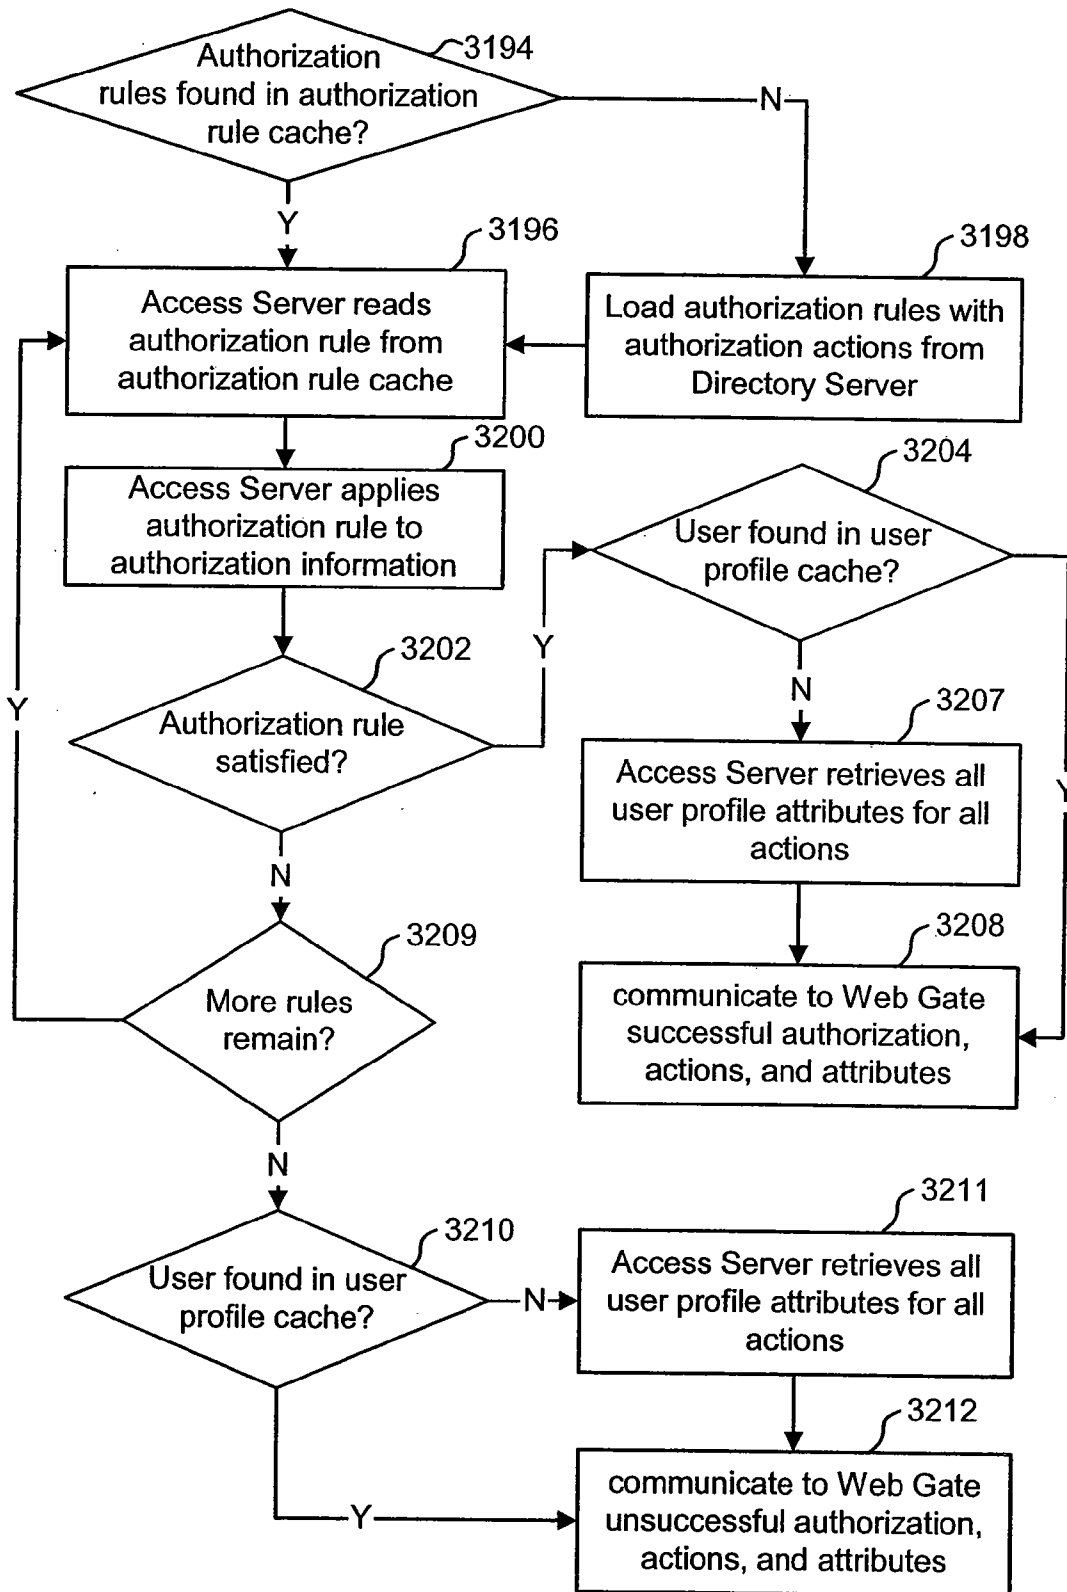 3194
Authorization
rules found in authorization
rule cache?
N
Y
3196
Access Server reads
authorization rule from
authorization rule cache
3198
Load authorization rules with
authorization actions from
Directory Server
3200
Access Server applies
authorization rule to
authorization information
3204
User found in user
profile cache?
Y
N
Y
3202
Authorization rule
satisfied?
Y
N
3207
Access Server retrieves all
user profile attributes for all
actions
3208
communicate to Web Gate
successful authorization,
actions, and attributes
3209
More rules
remain?
N
3210
User found in user
profile cache?
N
3211
Access Server retrieves all
user profile attributes for all
actions
3212
communicate to Web Gate
unsuccessful authorization,
actions, and attributes
Y